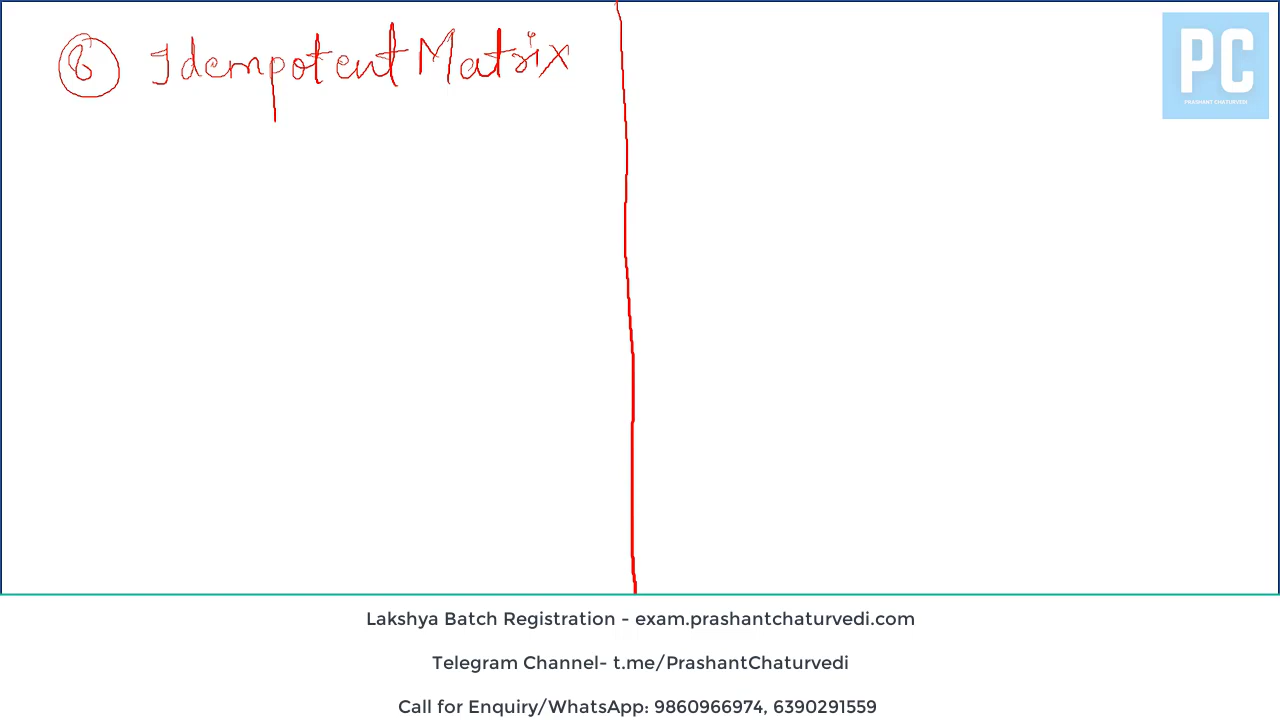 8 Idempotent Matrix
PC
PRASHANT CHATURVEDI
Lakshya Batch Registration - exam.prashantchaturvedi.com
Telegram Channel- t.me/PrashantChaturvedi
Call for Enquiry/WhatsApp: 9860966974, 6390291559